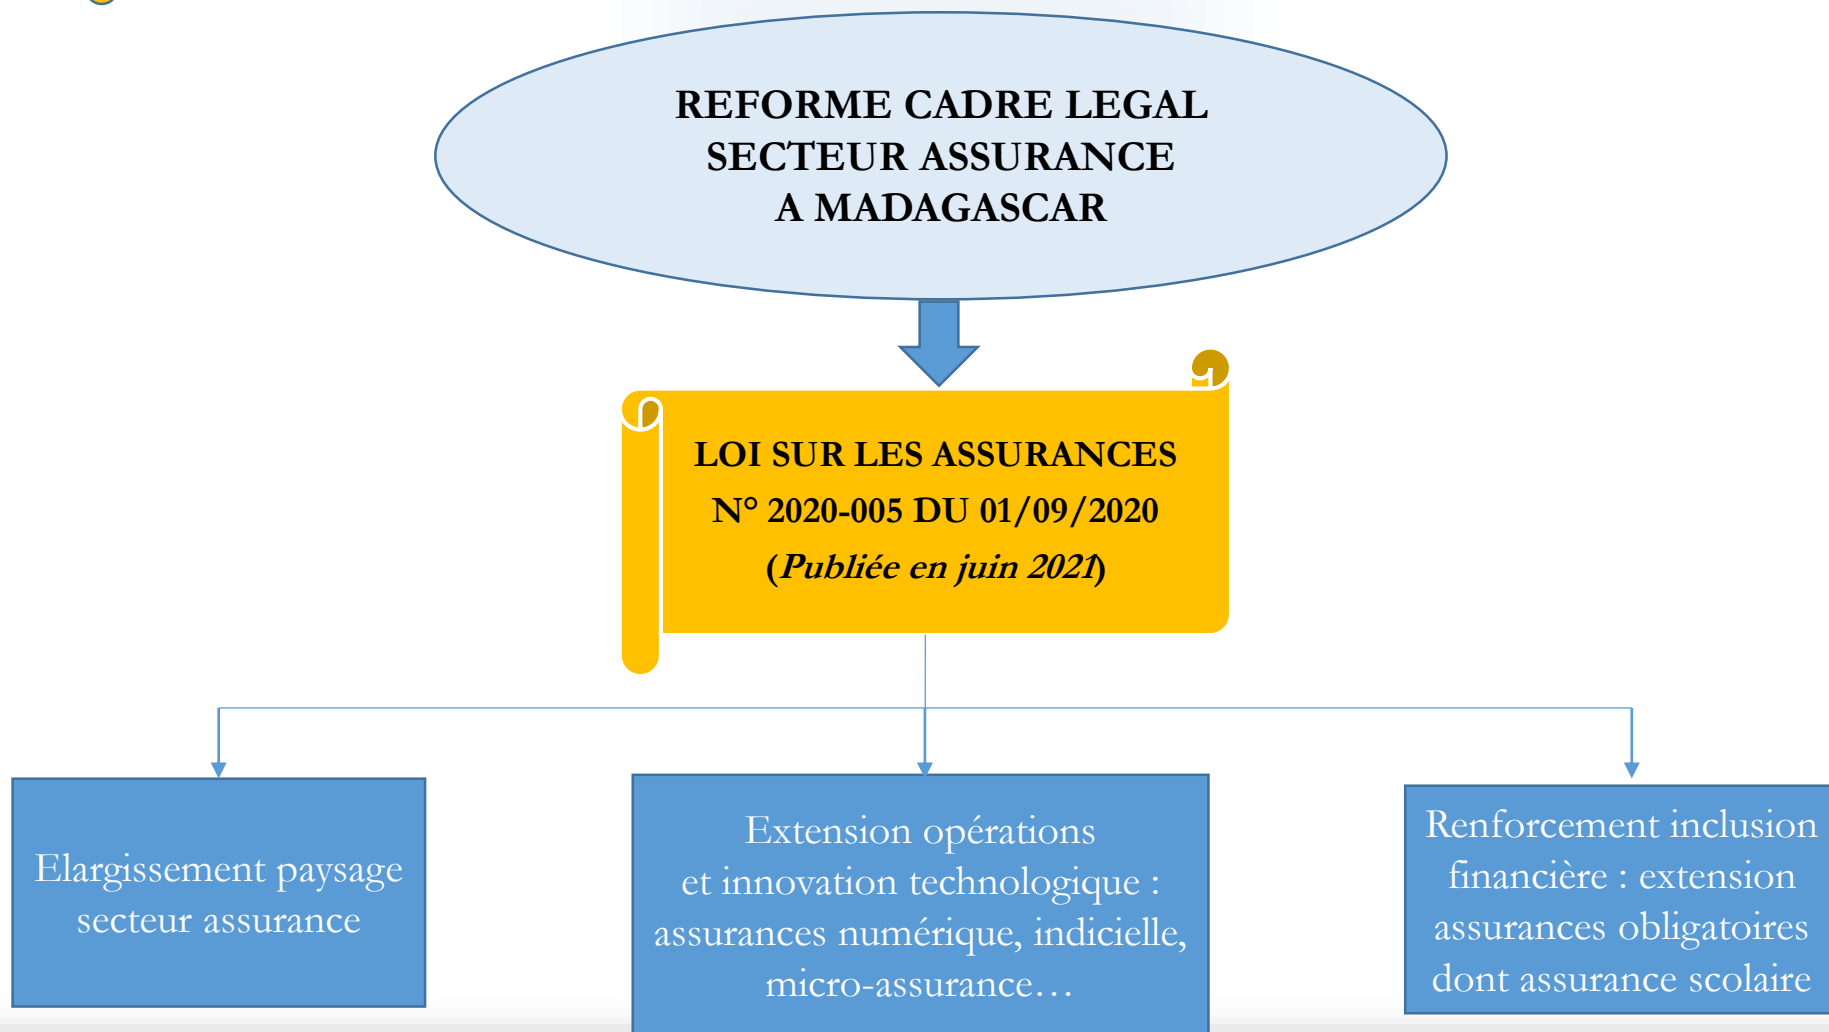 REFORME CADRE LEGAL
SECTEUR ASSURANCE
A MADAGASCAR
LOI SUR LES ASSURANCES
N° 2020-005 DU 01/09/2020
(Publiée en juin 2021)
Elargissement paysage
secteur assurance
Extension opérations
et innovation technologique :
assurances numérique, indicielle,
micro-assurance…
Renforcement inclusion
financière : extension
assurances obligatoires
dont assurance scolaire